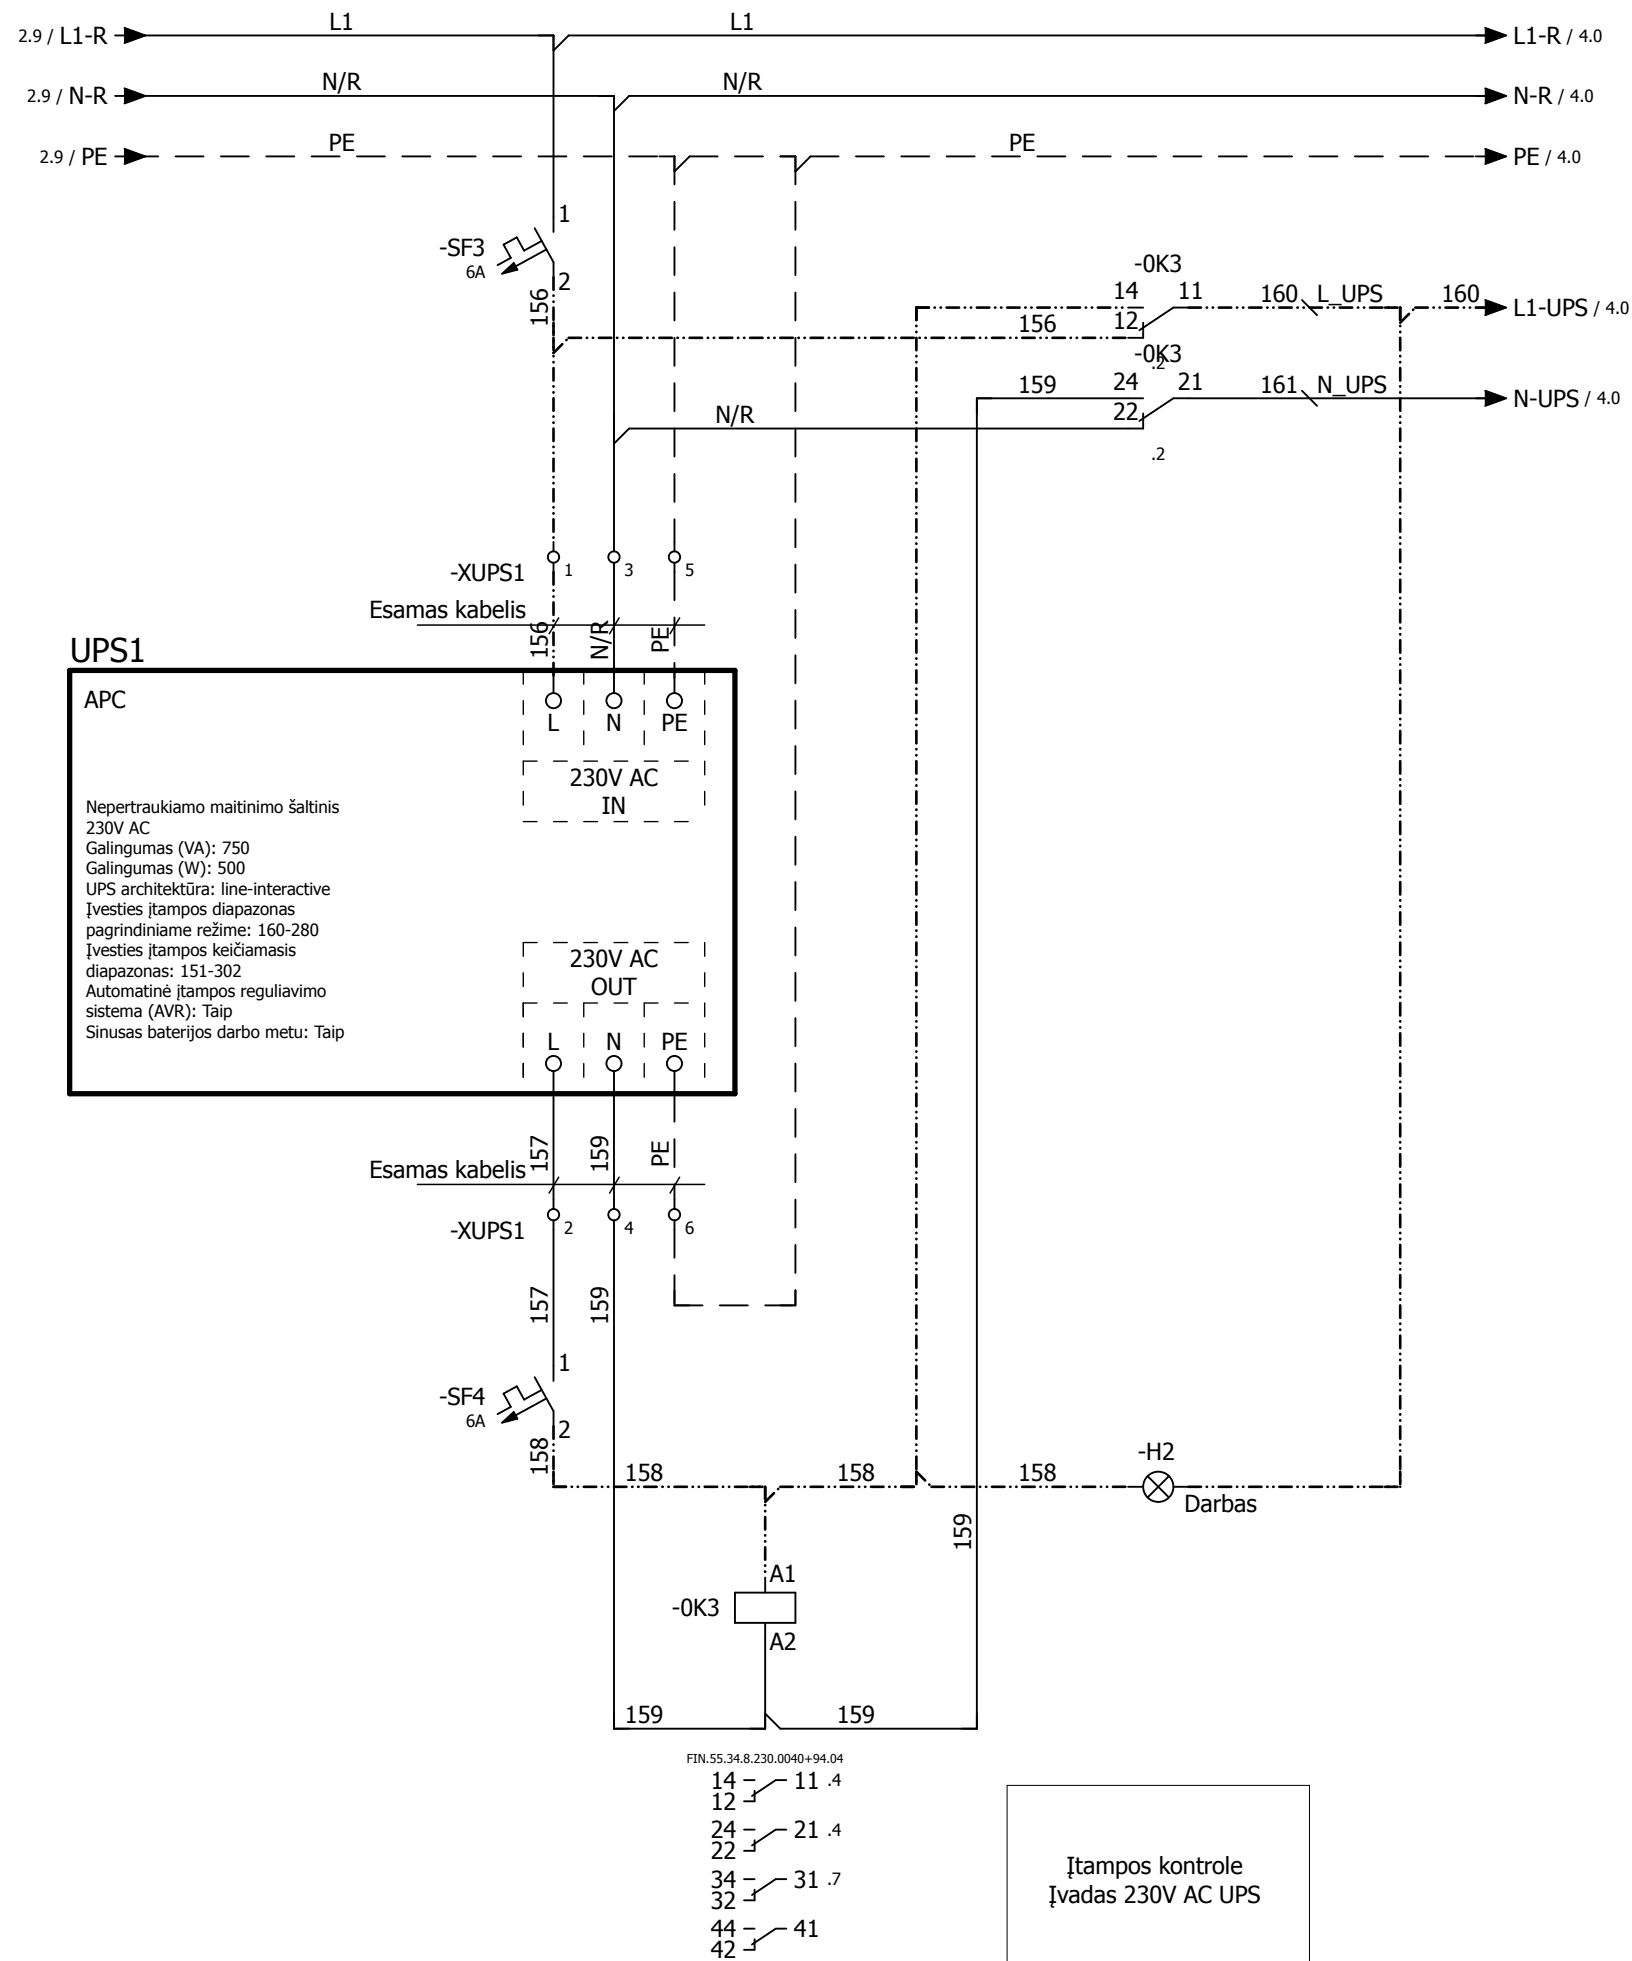 2.9 / L1-R
L1
L1
L1-R / 4.0
2.9 / N-R
N/R
N/R
N-R / 4.0
2.9 / PE
PE
PE
PE / 4.0
1
-SF3
6A
2
156
-0K3
14
11
160
L_UPS
160
L1-UPS / 4.0
156
12
.2
-0K3
159
24
21
161
N_UPS
N-UPS / 4.0
N/R
22
.2
-XUPS1
1
3
5
Esamas kabelis
156
N/R
PE
UPS1
APC
L
N
PE
230V AC
IN
Nepertraukiamo maitinimo šaltinis
230V AC
Galingumas (VA): 750
Galingumas (W): 500
UPS architektūra: line-interactive
Įvesties įtampos diapazonas
pagrindiniame režime: 160-280
Įvesties įtampos keičiamasis
diapazonas: 151-302
Automatinė įtampos reguliavimo
sistema (AVR): Taip
Sinusas baterijos darbo metu: Taip
230V AC
OUT
L
N
PE
157
159
PE
Esamas kabelis
-XUPS1
2
4
6
157
159
1
-SF4
6A
2
158
158
158
158
-H2
Darbas
159
A1
-0K3
A2
159
159
FIN.55.34.8.230.0040+94.04
14
11 .4
12
24
21 .4
22
34
31 .7
32
44
41
42
Įtampos kontrole
Įvadas 230V AC UPS